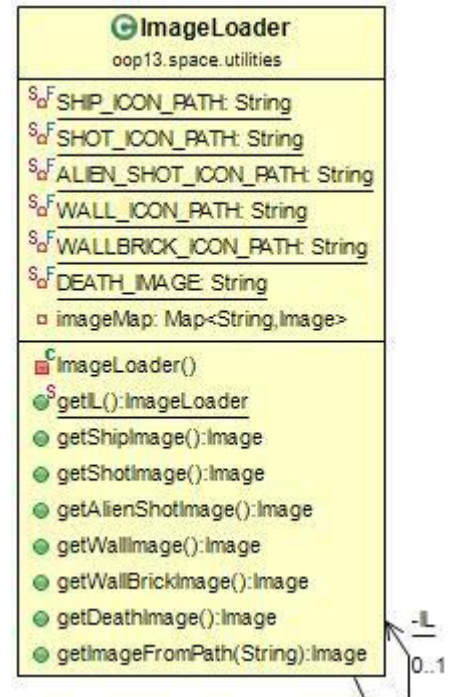 ImageLoader
oop13.space.utilities
SHIP_ICON_PATH: String
SHOT_ICON_PATH: String
ALIEN_SHOT_ICON_PATH: String
WALL_ICON_PATH: String
WALLBRICK_ICON_PATH: String
DEATH_IMAGE: String
imageMap: Map<String,Image>
ImageLoader()
getIL():ImageLoader
getShipImage():Image
getShotImage():Image
getAlienShotImage():Image
getWallImage():Image
getWallBrickImage():Image
getDeathImage():Image
getImageFromPath(String):Image
-IL
0..1